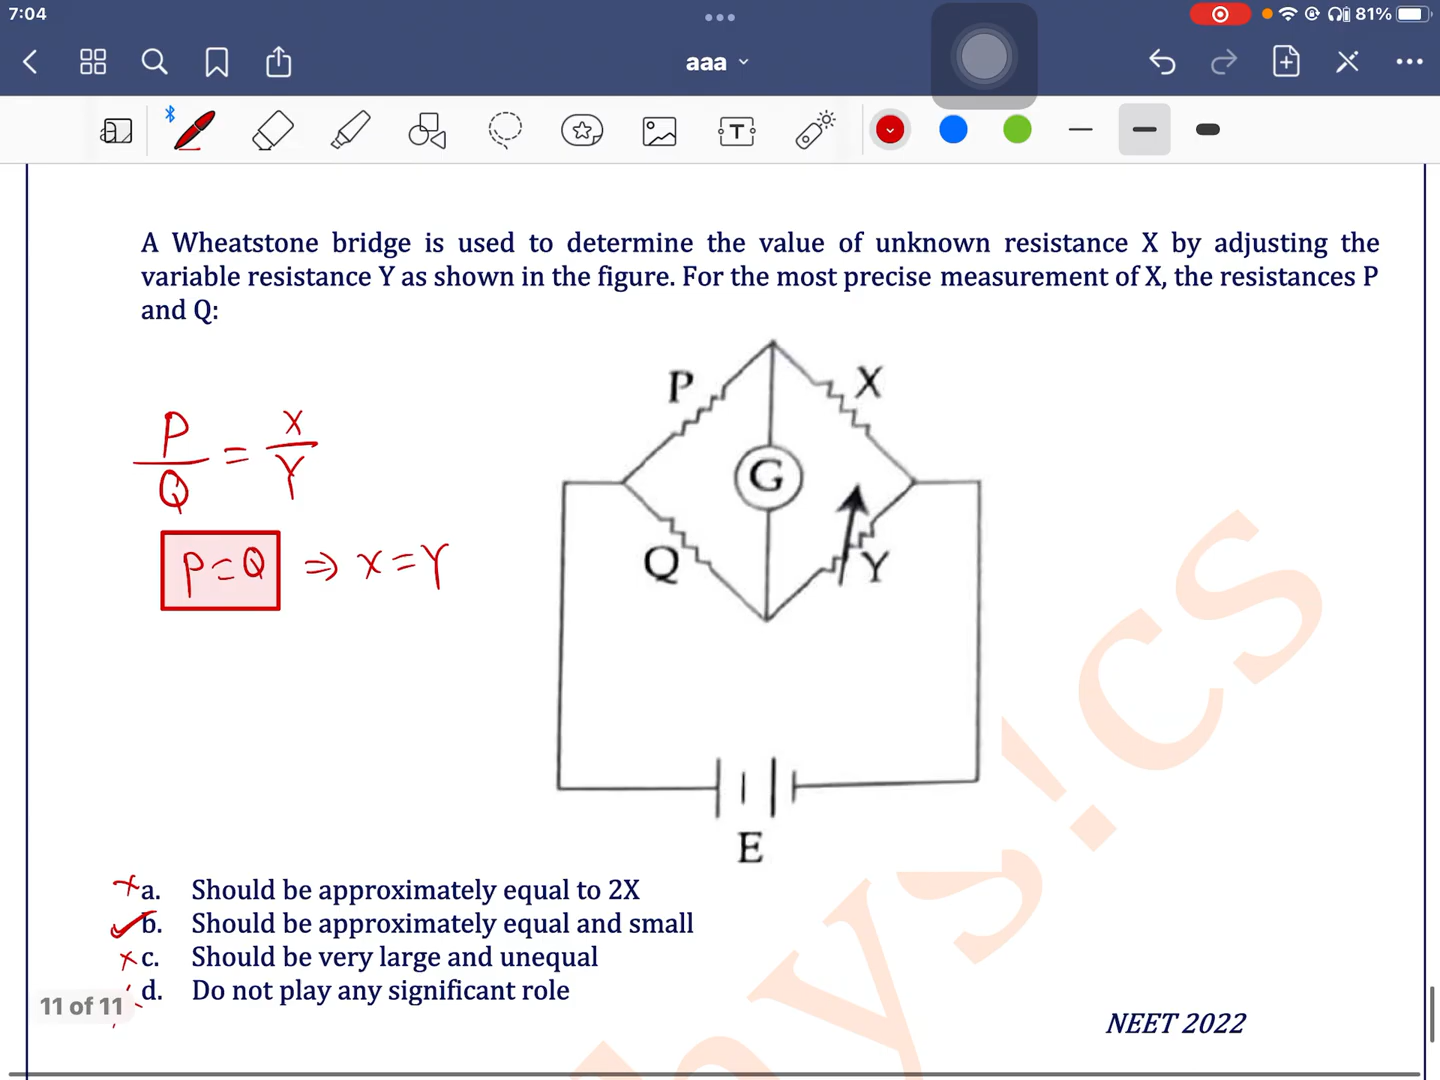 7:04
81%
aaa
T
A Wheatstone bridge is used to determine the value of unknown resistance X by adjusting the
variable resistance Y as shown in the figure. For the most precise measurement of X, the resistances P
and Q:
P
X
G
Q
Y
E
P/Q = X/Y
P=Q ⇒ X=Y
a. Should be approximately equal to 2X
b. Should be approximately equal and small
c. Should be very large and unequal
d. Do not play any significant role
11 of 11
NEET 2022
hys!cs